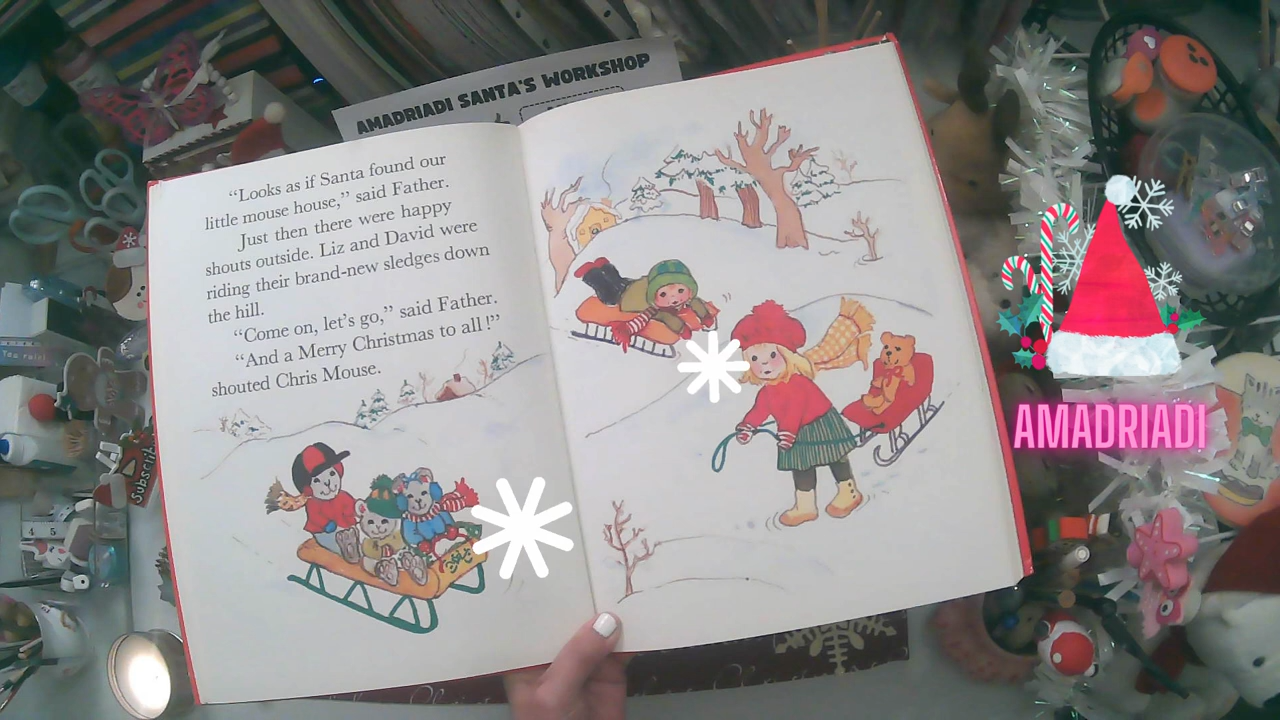 AMADRIADI SANTA'S WORKSHOP
“Looks as if Santa found our
little mouse house,” said Father.
Just then there were happy
shouts outside. Liz and David were
riding their brand-new sledges down
the hill.
“Come on, let’s go,” said Father.
“And a Merry Christmas to all!”
shouted Chris Mouse.
AMADRIADI
Subscrib